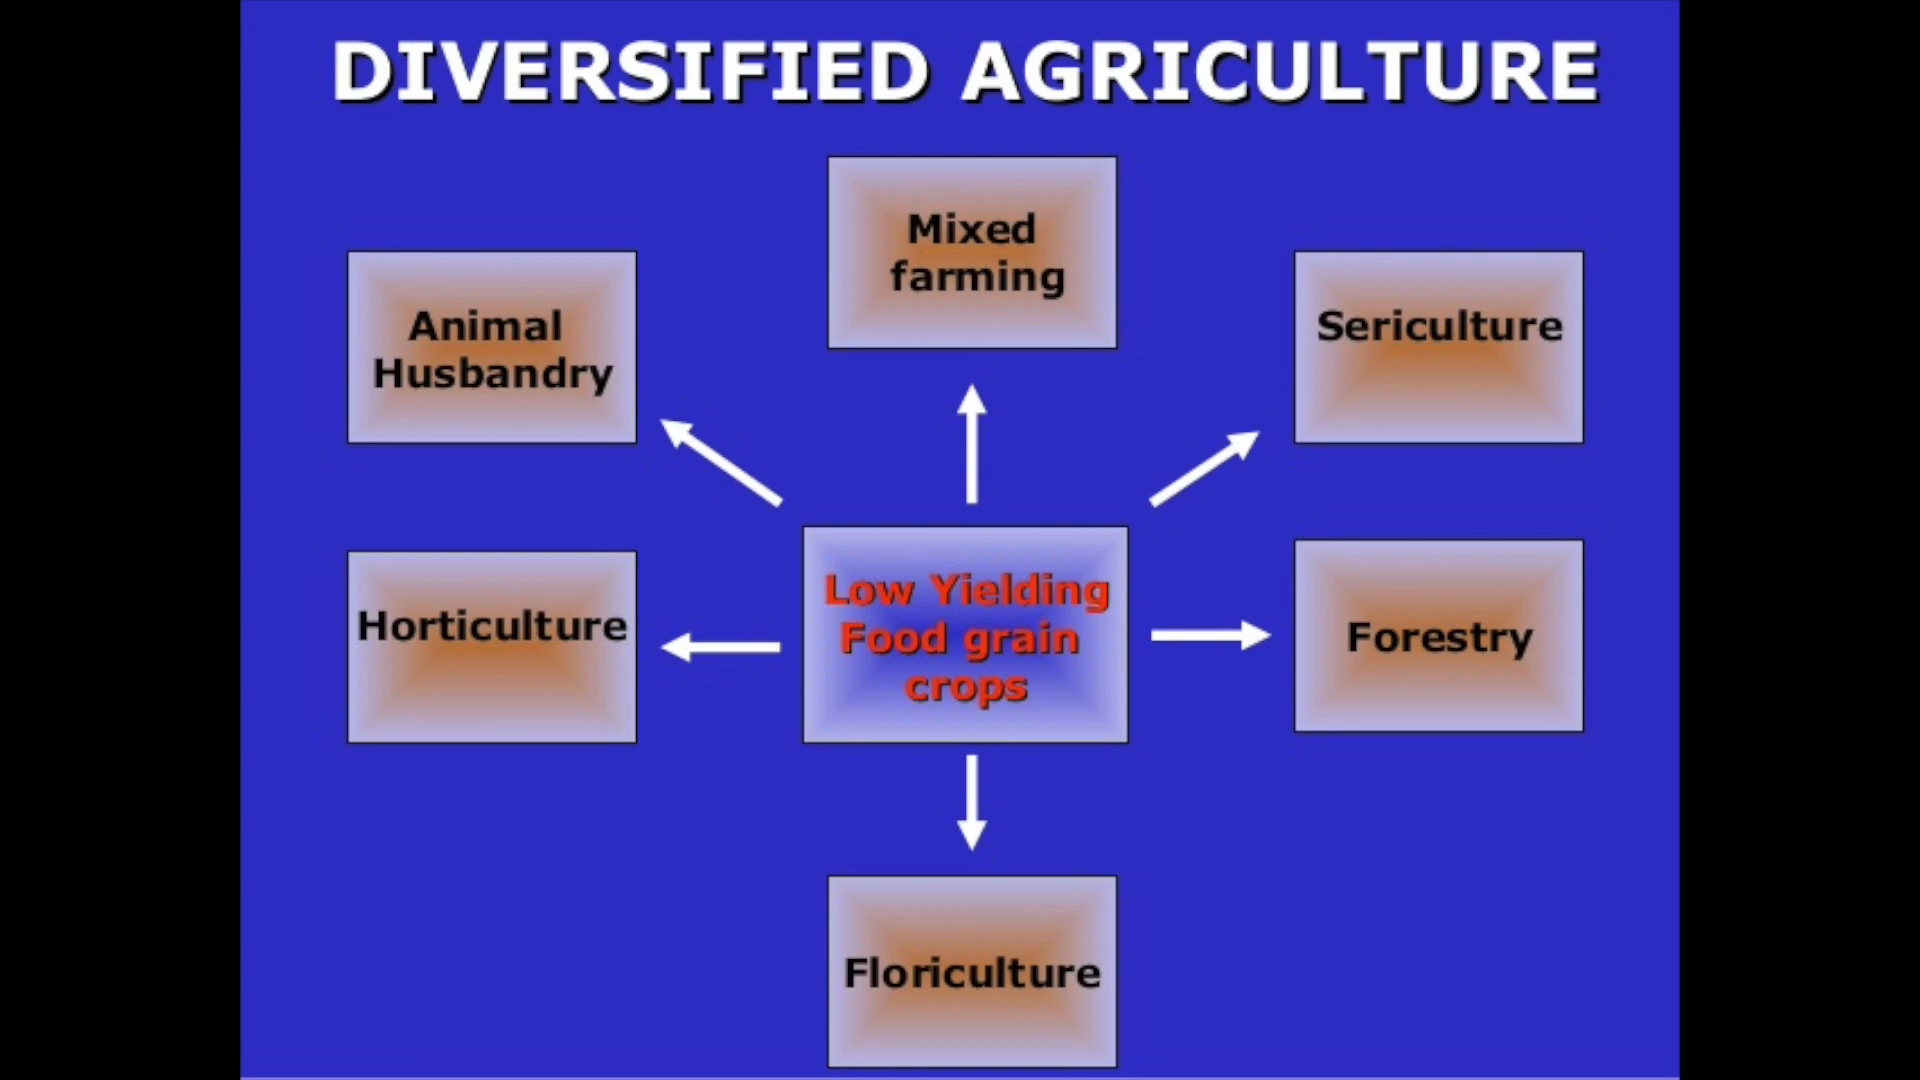 DIVERSIFIED AGRICULTURE
Mixed
farming
Animal
Husbandry
Sericulture
Horticulture
Low Yielding
Food grain
crops
Forestry
Floriculture